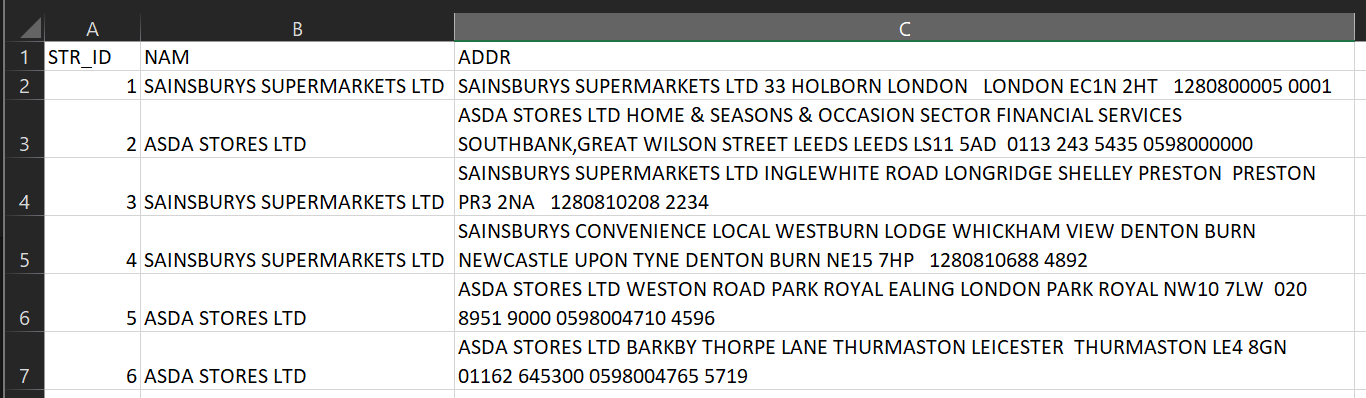 A B C
1 STR_ID NAM ADDR
2 1 SAINSBURYS SUPERMARKETS LTD SAINSBURYS SUPERMARKETS LTD 33 HOLBORN LONDON   LONDON EC1N 2HT   1280800005 0001
ASDA STORES LTD HOME & SEASONS & OCCASION SECTOR FINANCIAL SERVICES
3 2 ASDA STORES LTD SOUTHBANK,GREAT WILSON STREET LEEDS LEEDS LS11 5AD  0113 243 5435 0598000000
SAINSBURYS SUPERMARKETS LTD INGLEWHITE ROAD LONGRIDGE SHELLEY PRESTON  PRESTON
4 3 SAINSBURYS SUPERMARKETS LTD PR3 2NA   1280810208 2234
SAINSBURYS CONVENIENCE LOCAL WESTBURN LODGE WHICKHAM VIEW DENTON BURN
5 4 SAINSBURYS SUPERMARKETS LTD NEWCASTLE UPON TYNE DENTON BURN NE15 7HP   1280810688 4892
ASDA STORES LTD WESTON ROAD PARK ROYAL EALING LONDON PARK ROYAL NW10 7LW  020
6 5 ASDA STORES LTD 8951 9000 0598004710 4596
ASDA STORES LTD BARKBY THORPE LANE THURMASTON LEICESTER  THURMASTON LE4 8GN
7 6 ASDA STORES LTD 01162 645300 0598004765 5719